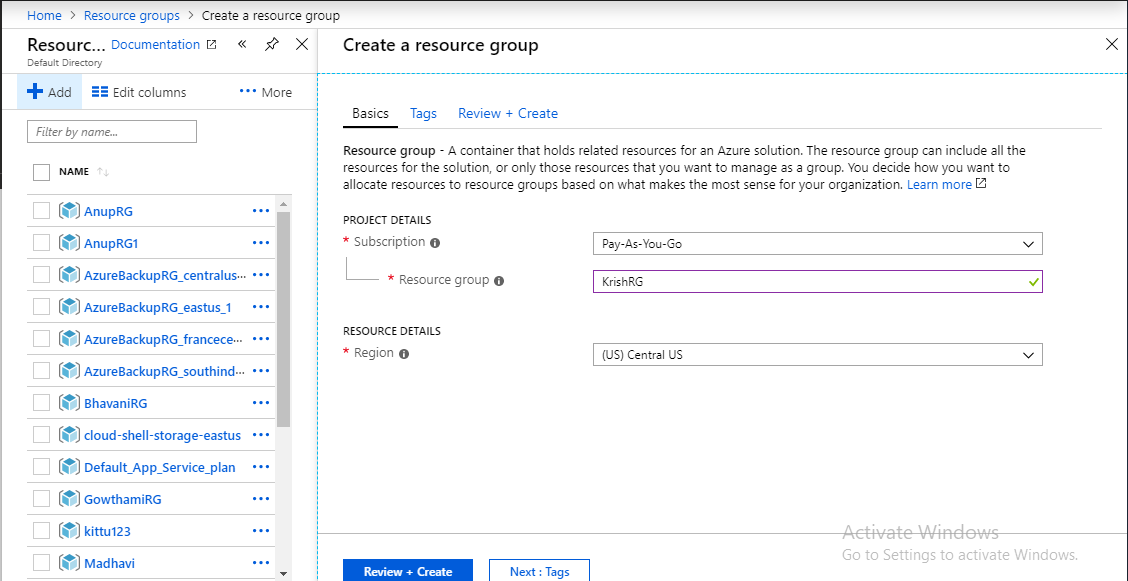 Home > Resource groups > Create a resource group
Resourc... Documentation
Default Directory
Add Edit columns ··· More
Filter by name...
NAME
AnupRG
AnupRG1
AzureBackupRG_centralus···
AzureBackupRG_eastus_1
AzureBackupRG_francece···
AzureBackupRG_southind···
BhavaniRG
cloud-shell-storage-eastus
Default_App_Service_plan
GowthamiRG
kittu123
Madhavi
Create a resource group
Basics Tags Review + Create
Resource group - A container that holds related resources for an Azure solution. The resource group can include all the
resources for the solution, or only those resources that you want to manage as a group. You decide how you want to
allocate resources to resource groups based on what makes the most sense for your organization. Learn more
PROJECT DETAILS
* Subscription Pay-As-You-Go
* Resource group KrishRG
RESOURCE DETAILS
* Region (US) Central US
Review + Create Next : Tags
Activate Windows
Go to Settings to activate Windows.